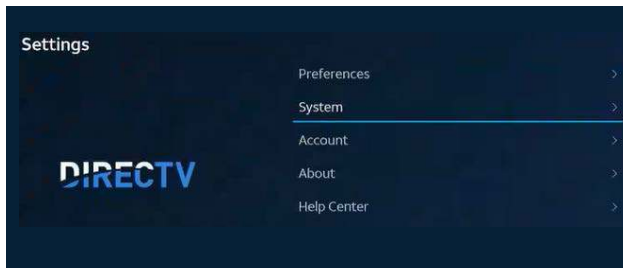 Settings
Preferences
System
Account
DIRECTV
About
Help Center